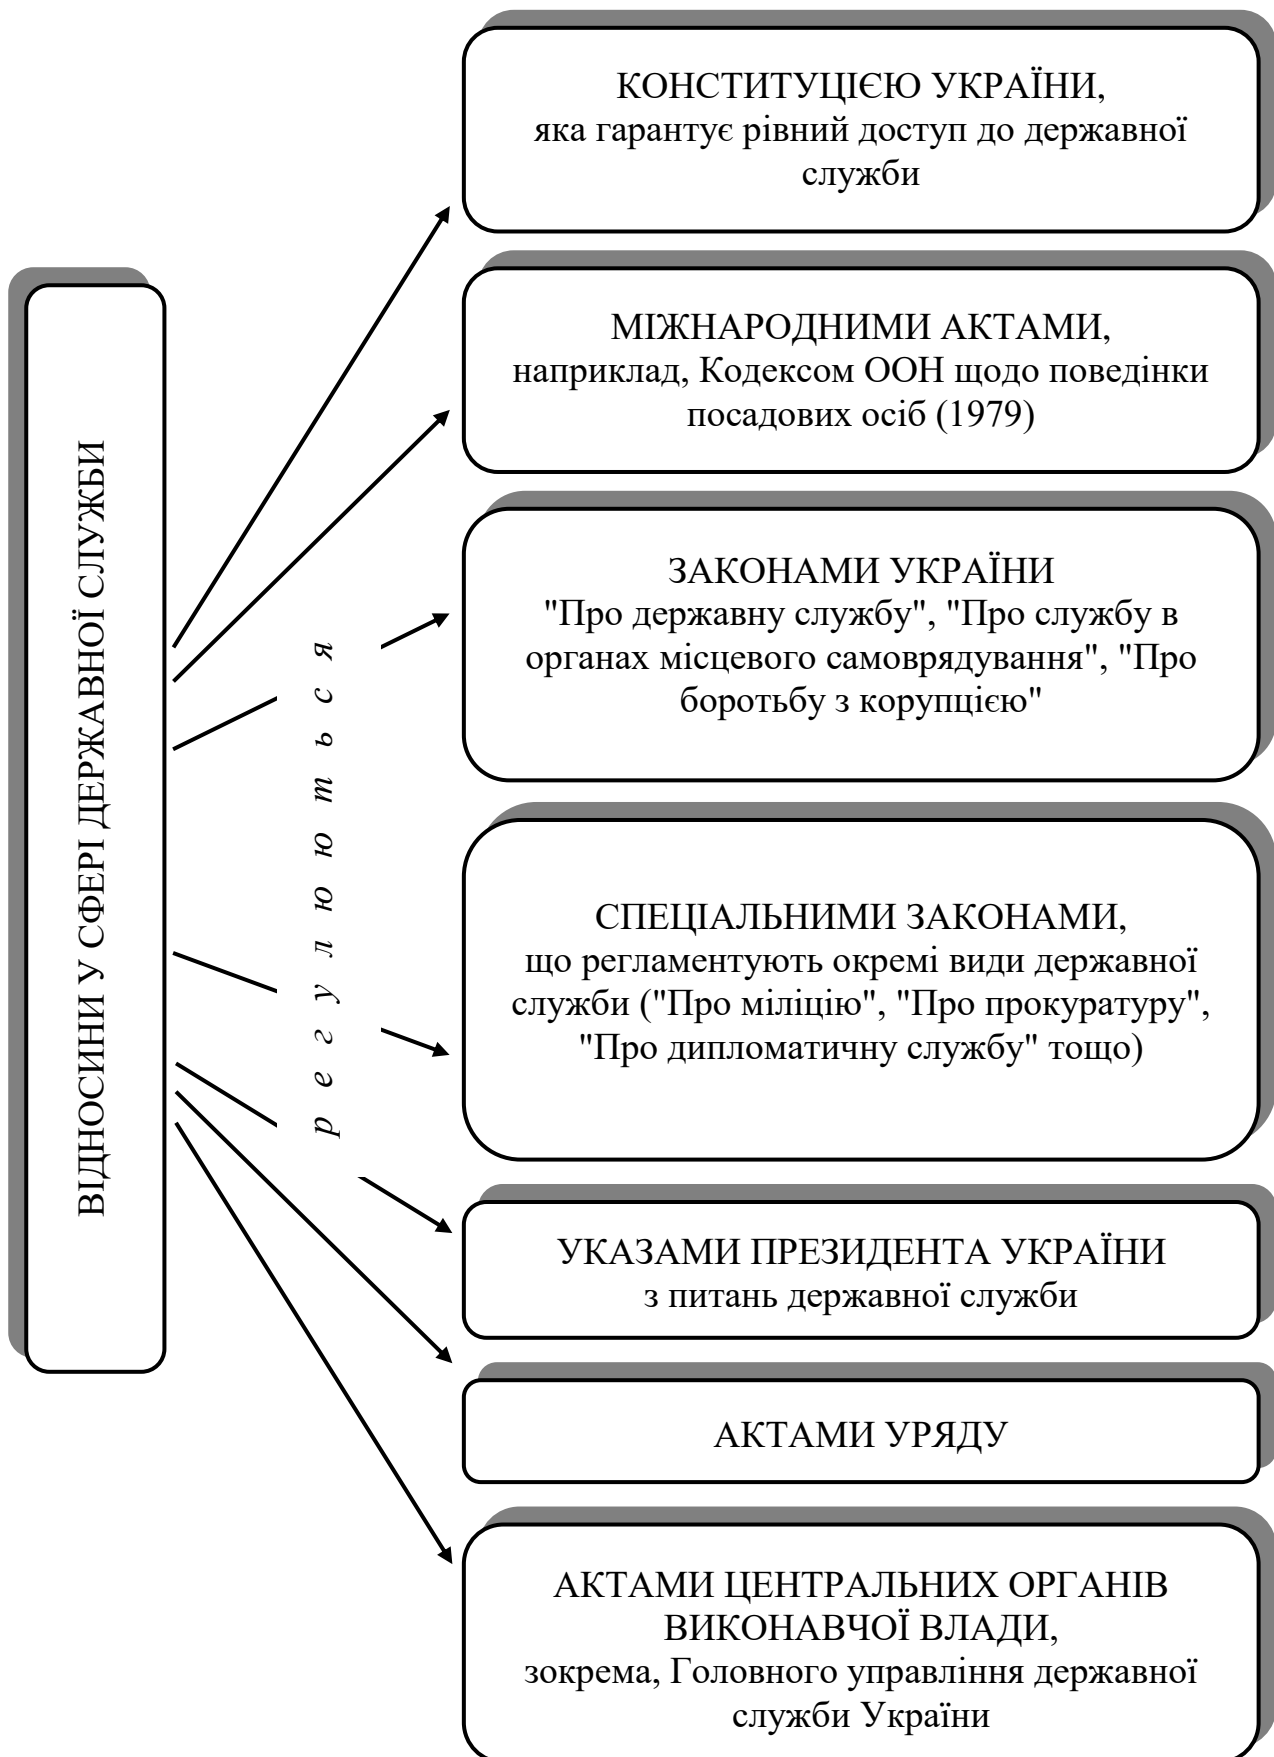 ВІДНОСИНИ У СФЕРІ ДЕРЖАВНОЇ СЛУЖБИ
регулюються
КОНСТИТУЦІЄЮ УКРАЇНИ,
яка гарантує рівний доступ до державної
служби
МІЖНАРОДНИМИ АКТАМИ,
наприклад, Кодексом ООН щодо поведінки
посадових осіб (1979)
ЗАКОНАМИ УКРАЇНИ
"Про державну службу", "Про службу в
органах місцевого самоврядування", "Про
боротьбу з корупцією"
СПЕЦІАЛЬНИМИ ЗАКОНАМИ,
що регламентують окремі види державної
служби ("Про міліцію", "Про прокуратуру",
"Про дипломатичну службу" тощо)
УКАЗАМИ ПРЕЗИДЕНТА УКРАЇНИ
з питань державної служби
АКТАМИ УРЯДУ
АКТАМИ ЦЕНТРАЛЬНИХ ОРГАНІВ
ВИКОНАВЧОЇ ВЛАДИ,
зокрема, Головного управління державної
служби України